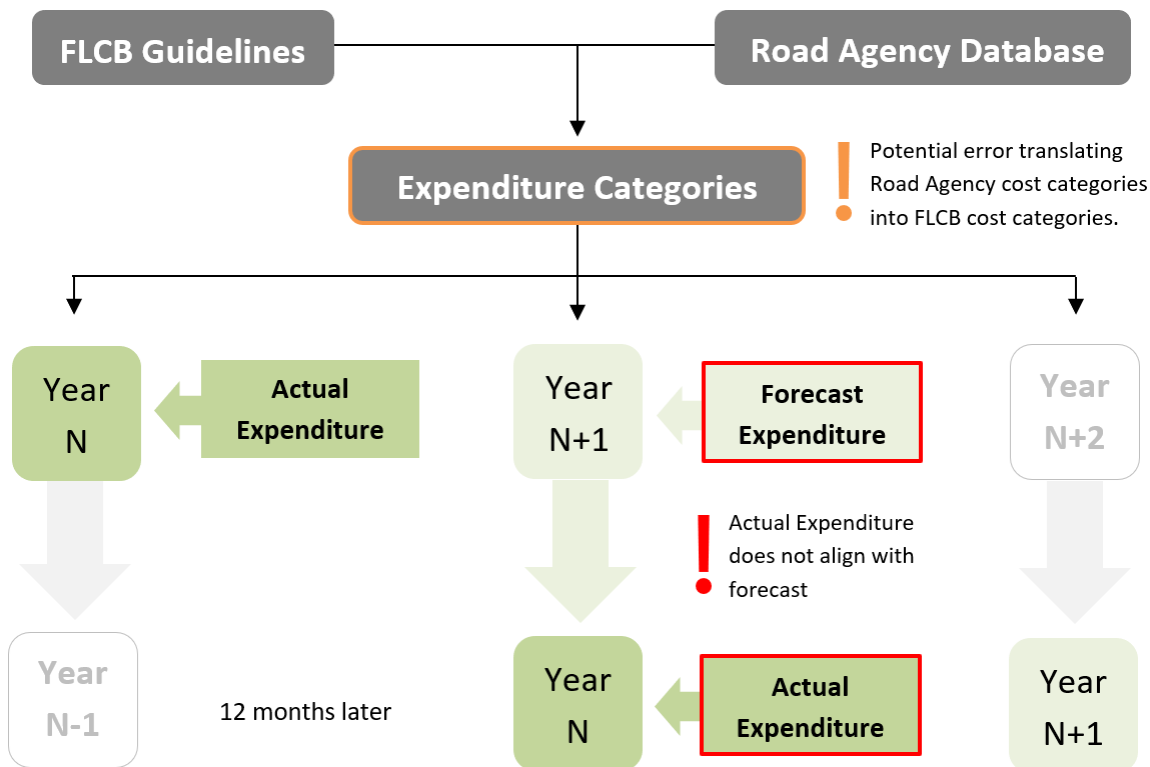 FLCB Guidelines
Road Agency Database
Expenditure Categories
Potential error translating
Road Agency cost categories
into FLCB cost categories.
Year
N
Actual
Expenditure
Year
N+1
Forecast
Expenditure
Year
N+2
Actual Expenditure
does not align with
forecast
Year
N-1
12 months later
Year
N
Actual
Expenditure
Year
N+1